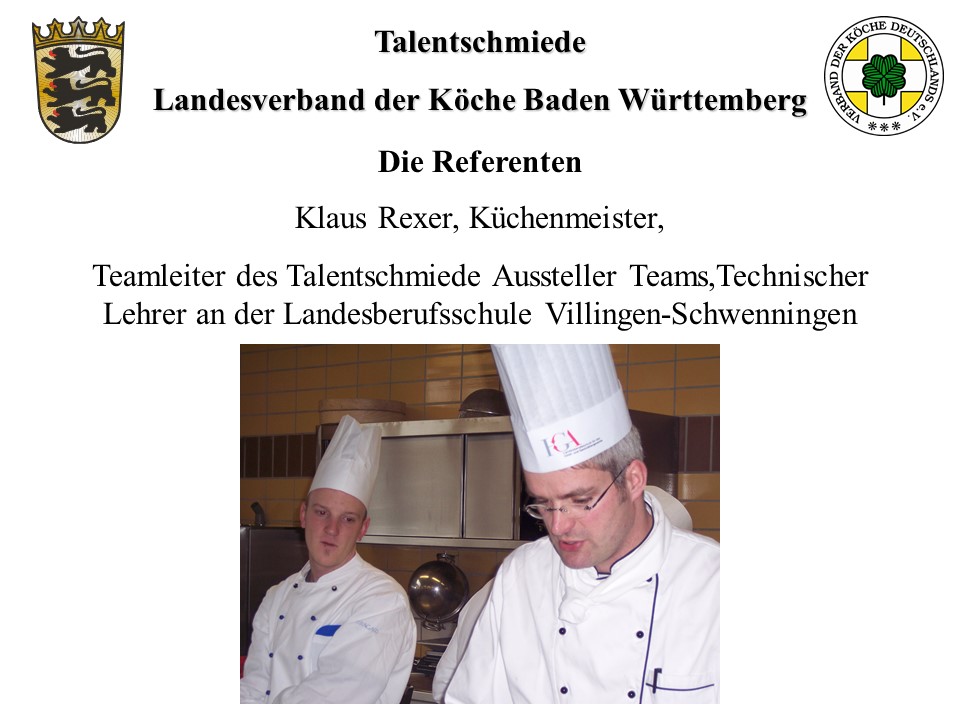 Talentschmiede
Landesverband der Köche Baden Württemberg
VERBAND DER KÖCHE DEUTSCHLANDS e.V.
Die Referenten
Klaus Rexer, Küchenmeister,
Teamleiter des Talentschmiede Aussteller Teams,Technischer
Lehrer an der Landesberufsschule Villingen-Schwenningen
IGA